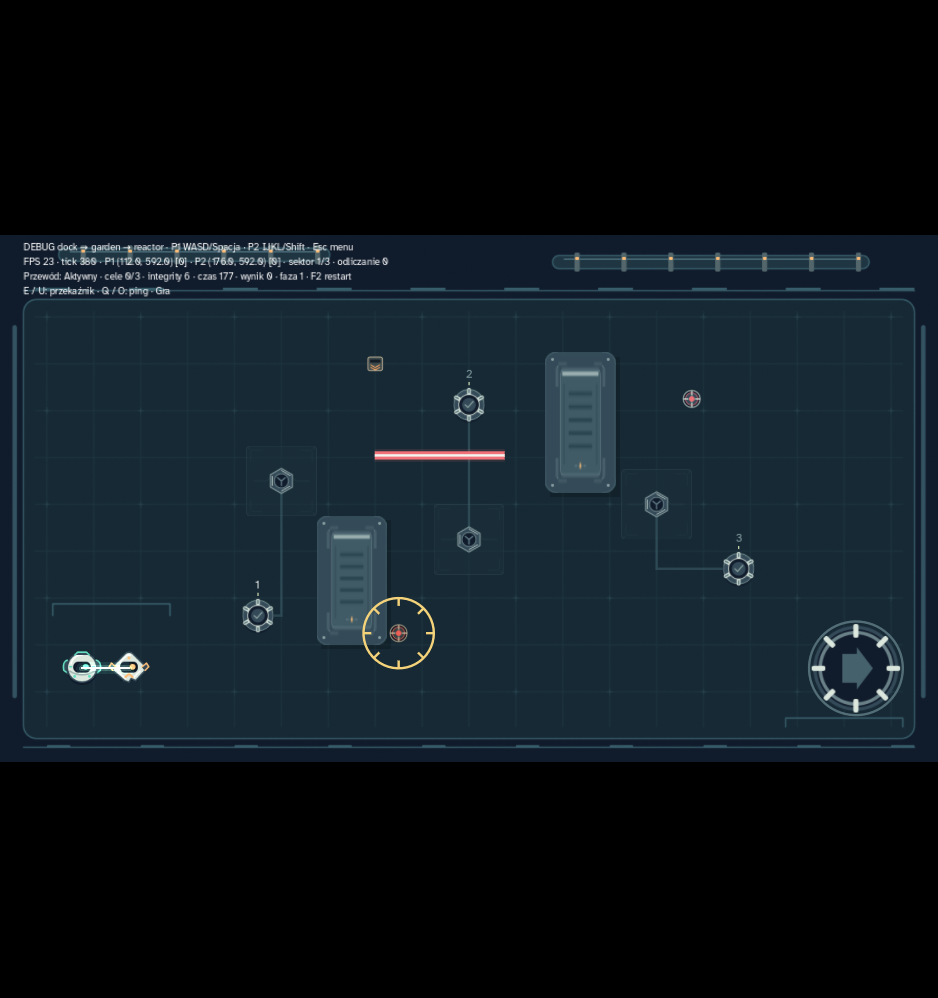 DEBUG dock → garden → reactor · P1 WASD/Spacja · P2 IJKL/Shift · Esc menu
FPS 23 · tick 380 · P1 (112.0, 592.0) [0] · P2 (176.0, 592.0) [0] · sektor 1/3 · odliczanie 0
Przewód: Aktywny · cele 0/3 · integrity 6 · czas 177 · wynik 0 · faza 1 · F2 restart
E / U: przekaźnik · Q / O: ping · Gra
2
3
1